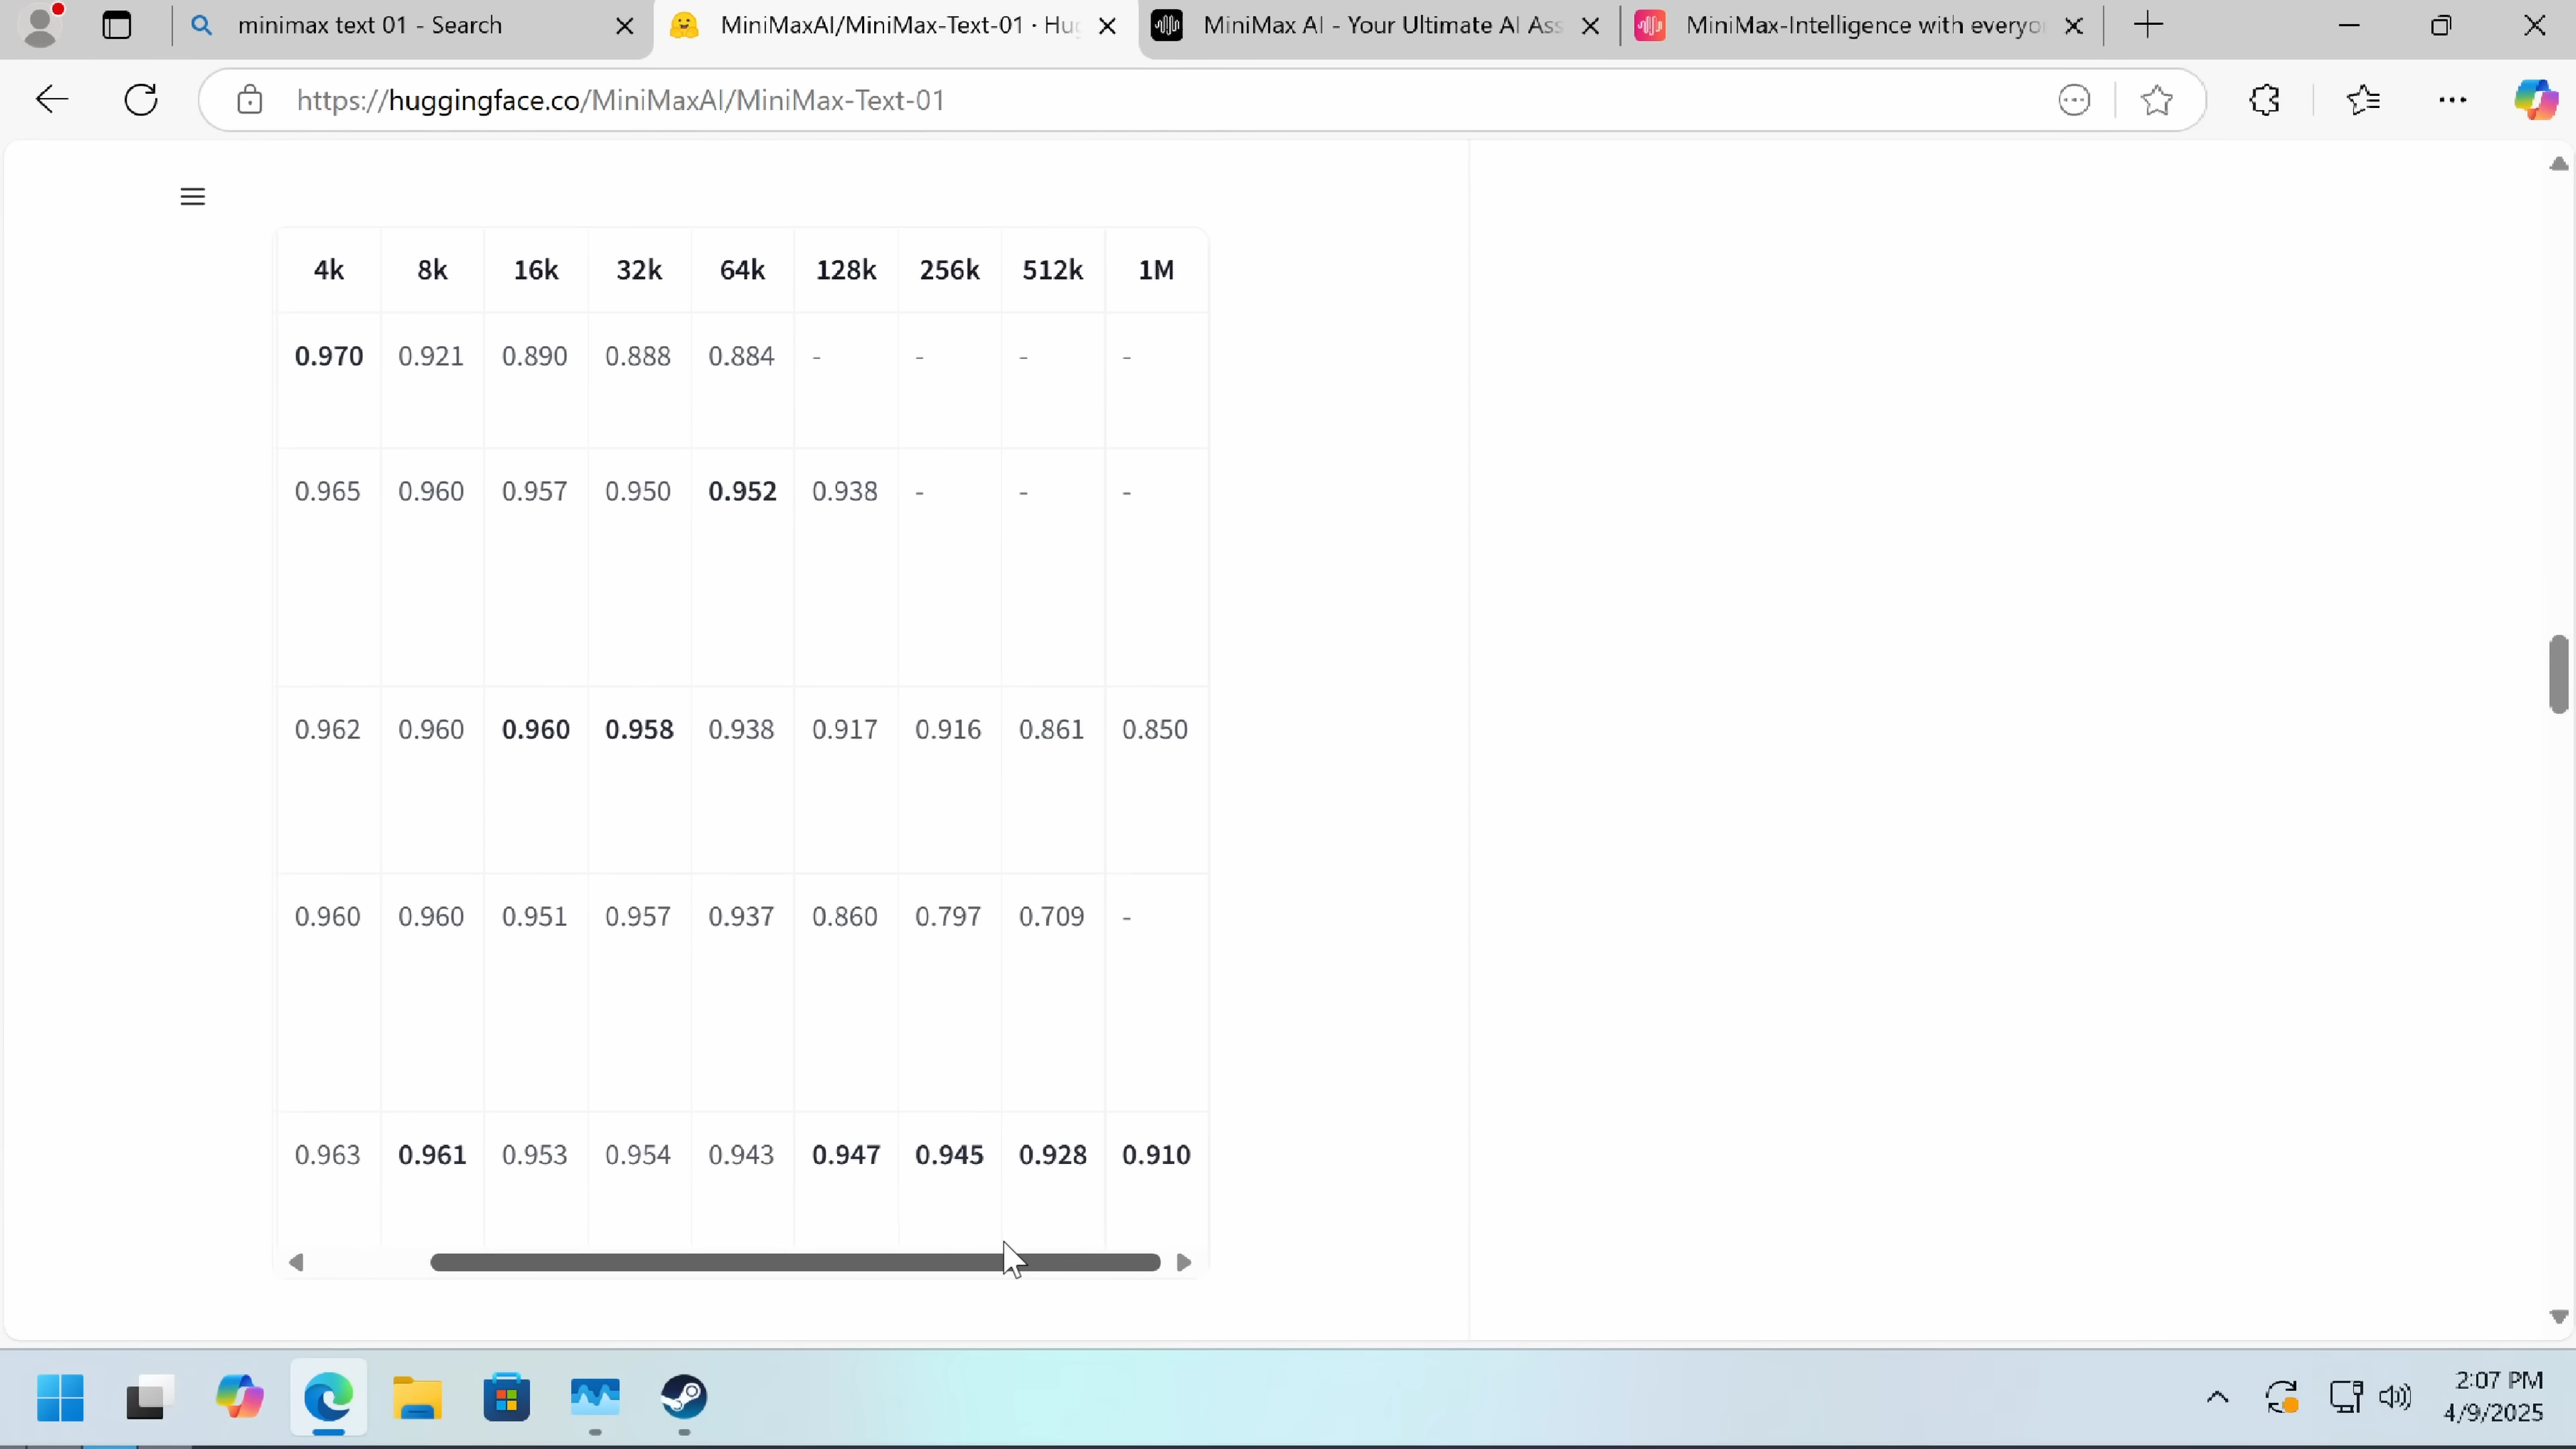 minimax text 01 - Search
MiniMaxAI/MiniMax-Text-01 · Hug
MiniMax AI - Your Ultimate AI Ass
MiniMax-Intelligence with everyo
https://huggingface.co/MiniMaxAI/MiniMax-Text-01
4k 8k 16k 32k 64k 128k 256k 512k 1M
0.970 0.921 0.890 0.888 0.884 - - - -
0.965 0.960 0.957 0.950 0.952 0.938 - - -
0.962 0.960 0.960 0.958 0.938 0.917 0.916 0.861 0.850
0.960 0.960 0.951 0.957 0.937 0.860 0.797 0.709 -
0.963 0.961 0.953 0.954 0.943 0.947 0.945 0.928 0.910
2:07 PM
4/9/2025